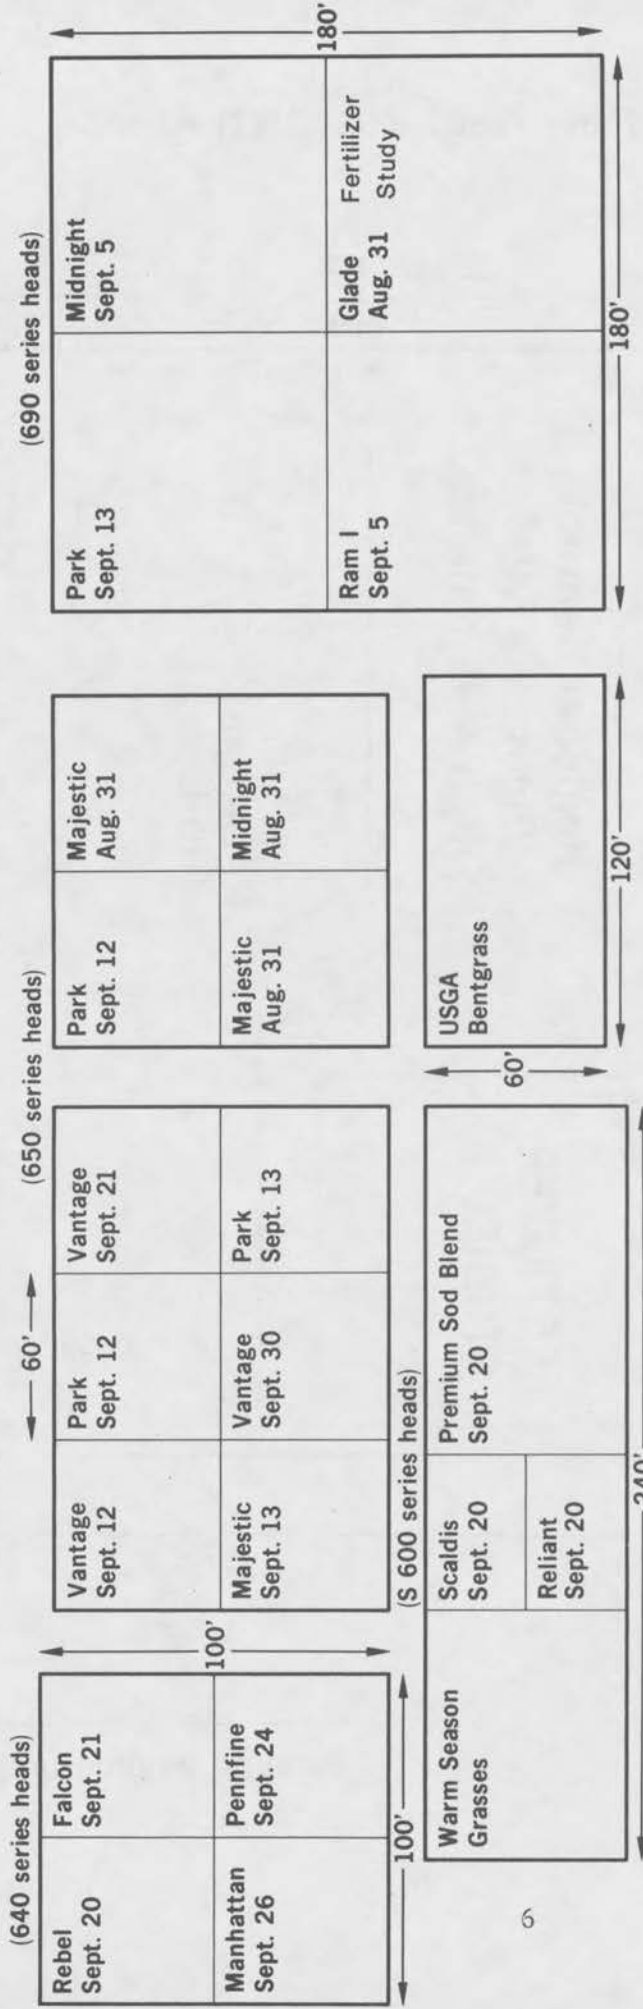 (640 series heads)
Rebel
Sept. 20
Falcon
Sept. 21
Manhattan
Sept. 26
Pennfine
Sept. 24
100'
100'
60'
(650 series heads)
Vantage
Sept. 12
Park
Sept. 12
Vantage
Sept. 21
Majestic
Sept. 13
Vantage
Sept. 30
Park
Sept. 13
Park
Sept. 12
Majestic
Aug. 31
Majestic
Aug. 31
Midnight
Aug. 31
(S 600 series heads)
Warm Season
Grasses
Scaldis
Sept. 20
Reliant
Sept. 20
Premium Sod Blend
Sept. 20
240'
60'
USGA
Bentgrass
120'
(690 series heads)
Park
Sept. 13
Midnight
Sept. 5
Ram I
Sept. 5
Glade Fertilizer
Aug. 31 Study
180'
180'
6